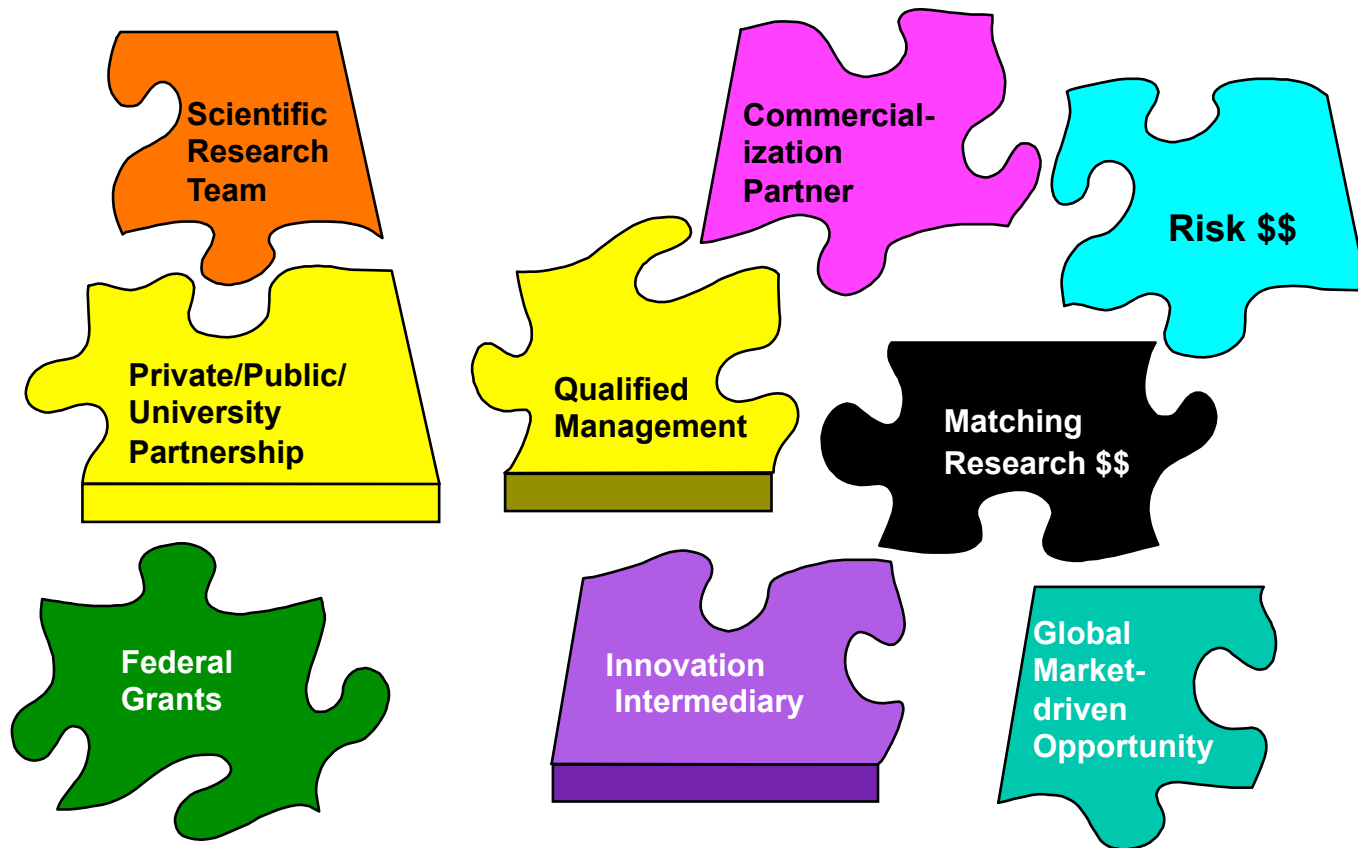 Scientific
Research
Team
Commercial-
ization
Partner
Risk $$
Private/Public/
University
Partnership
Qualified
Management
Matching
Research $$
Federal
Grants
Innovation
Intermediary
Global
Market-
driven
Opportunity